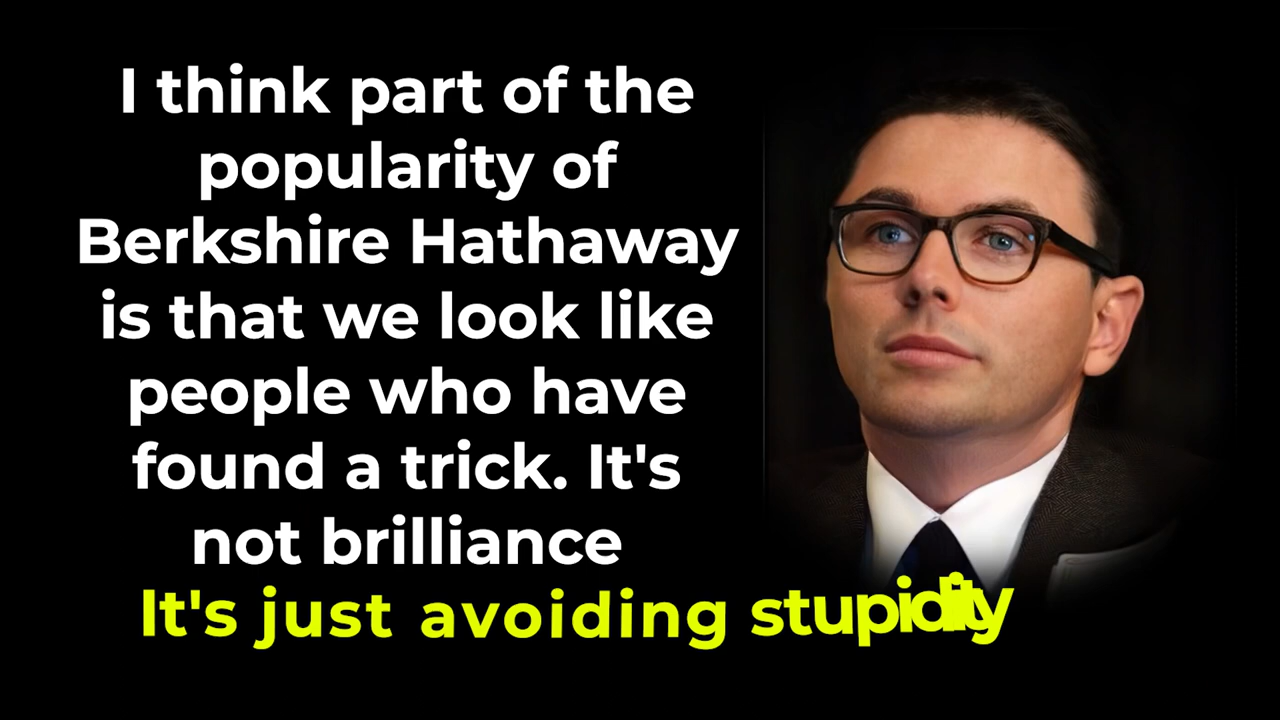 I think part of the
popularity of
Berkshire Hathaway
is that we look like
people who have
found a trick. It's
not brilliance
It's just avoiding stupidity